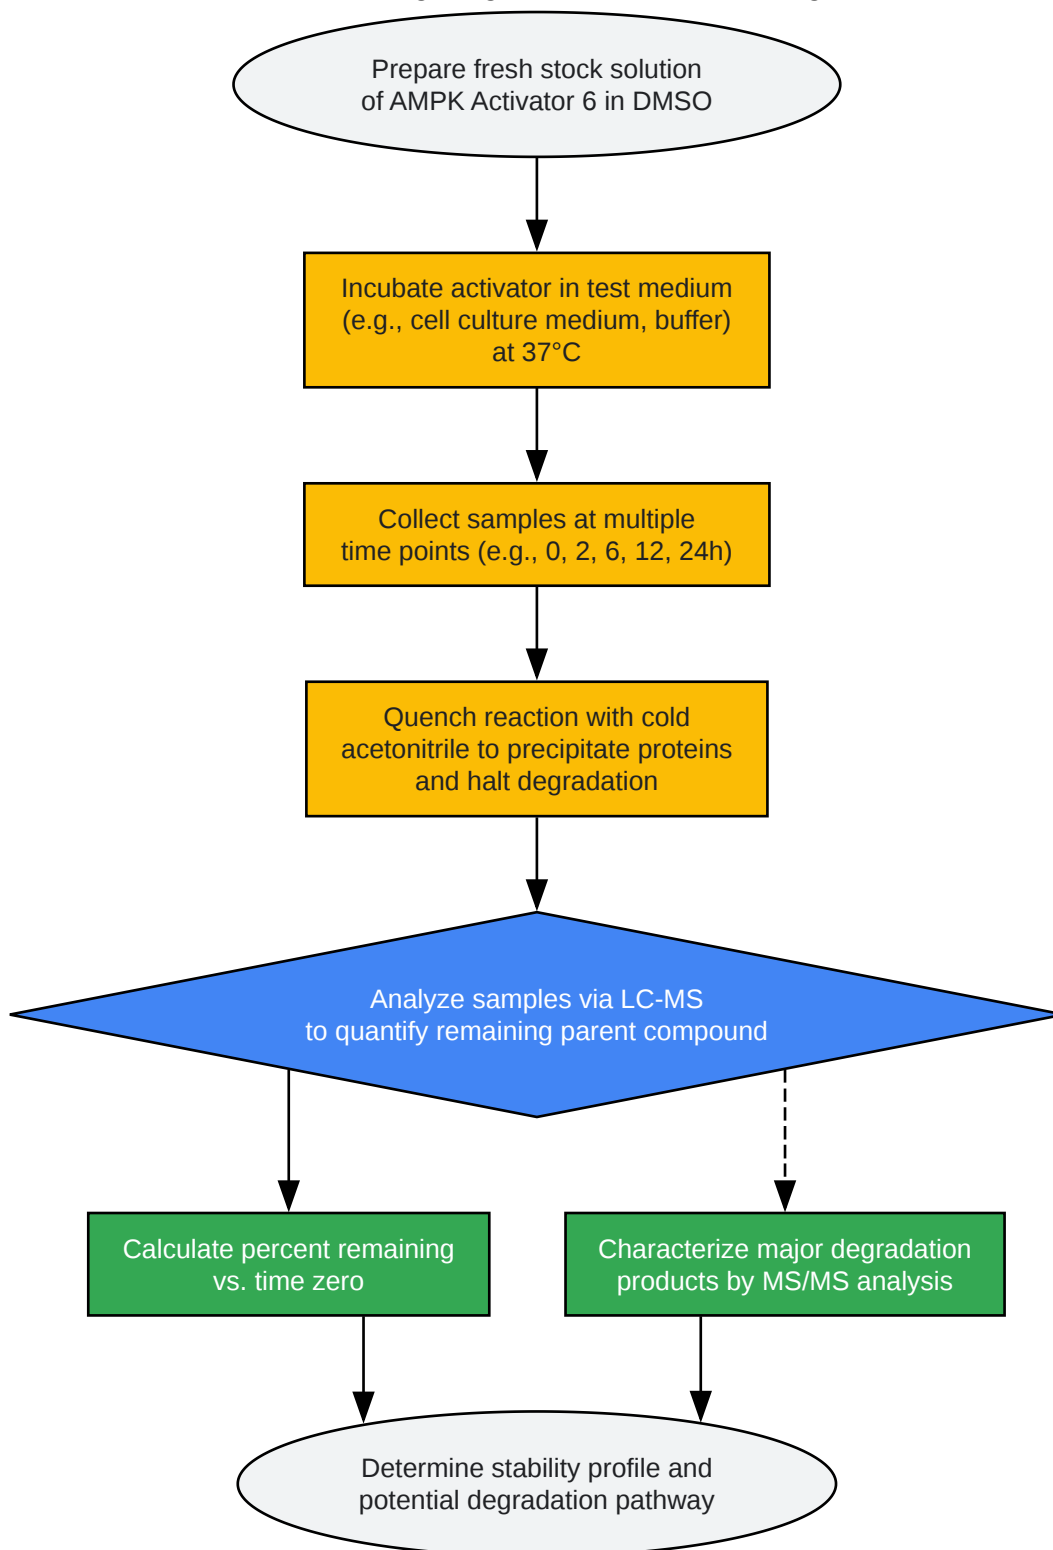 Prepare fresh stock solution
of AMPK Activator 6 in DMSO
Incubate activator in test medium
(e.g., cell culture medium, buffer)
at 37°C
Collect samples at multiple
time points (e.g., 0, 2, 6, 12, 24h)
Quench reaction with cold
acetonitrile to precipitate proteins
and halt degradation
Analyze samples via LC-MS
to quantify remaining parent compound
Calculate percent remaining
vs. time zero
Characterize major degradation
products by MS/MS analysis
Determine stability profile and
potential degradation pathway